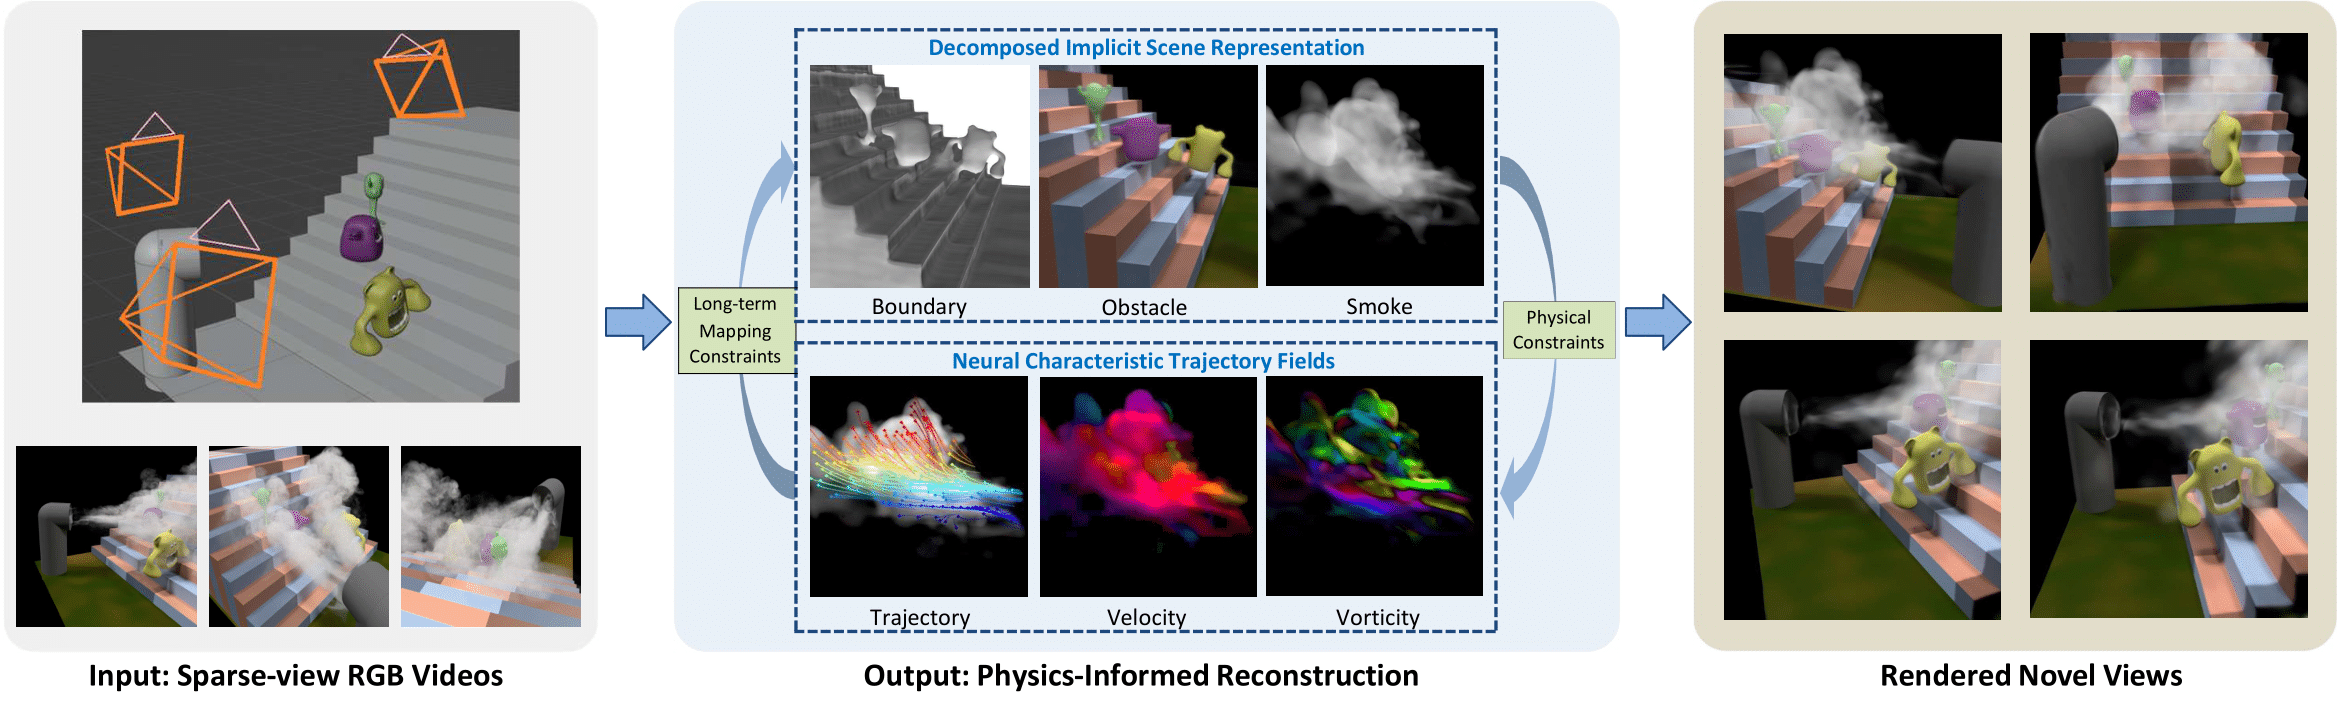 Decomposed Implicit Scene Representation
Boundary
Obstacle
Smoke
Long-term
Mapping
Constraints
Physical
Constraints
Neural Characteristic Trajectory Fields
Trajectory
Velocity
Vorticity
Input: Sparse-view RGB Videos
Output: Physics-Informed Reconstruction
Rendered Novel Views